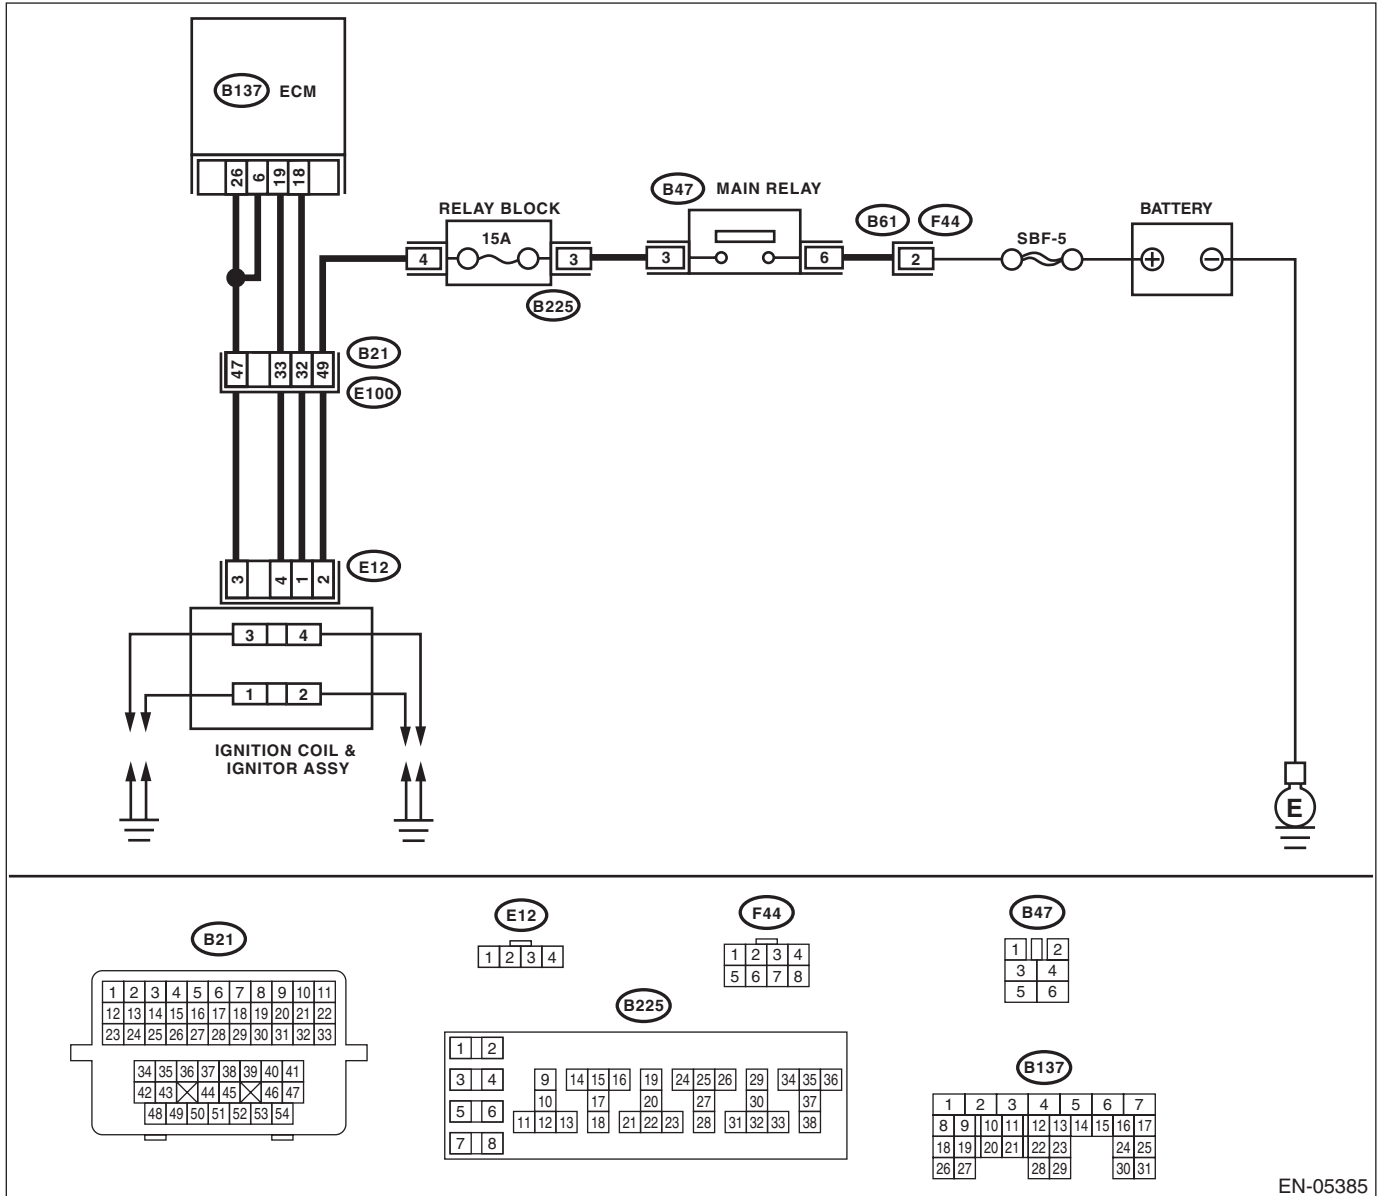 B137 ECM
26 6 19 18
B47 MAIN RELAY
RELAY BLOCK
15A
B61 F44
SBF-5
BATTERY
4 3 3 6 2 + −
B225
47 33 32 49
B21
E100
3 4 1 2
E12
3 4
1 2
IGNITION COIL &
IGNITOR ASSY
E
B21
1 2 3 4 5 6 7 8 9 10 11
12 13 14 15 16 17 18 19 20 21 22
23 24 25 26 27 28 29 30 31 32 33
34 35 36 37 38 39 40 41
42 43 44 45 46 47
48 49 50 51 52 53 54
E12
1 2 3 4
F44
1 2 3 4
5 6 7 8
B47
1 2
3 4
5 6
B225
1 2
3 4 9 14 15 16 19 24 25 26 29 34 35 36
10 17 20 27 30 37
5 6 11 12 13 18 21 22 23 28 31 32 33 38
7 8
B137
1 2 3 4 5 6 7
8 9 10 11 12 13 14 15 16 17
18 19 20 21 22 23 24 25
26 27 28 29 30 31
EN-05385